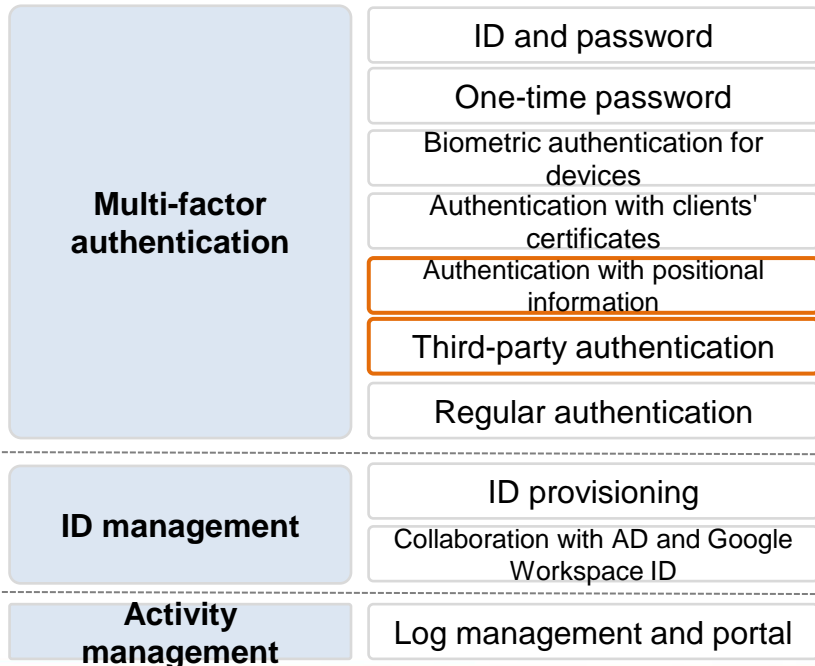 Multi-factor
authentication
ID and password
One-time password
Biometric authentication for
devices
Authentication with clients'
certificates
Authentication with positional
information
Third-party authentication
Regular authentication
ID management
ID provisioning
Collaboration with AD and Google
Workspace ID
Activity
management
Log management and portal